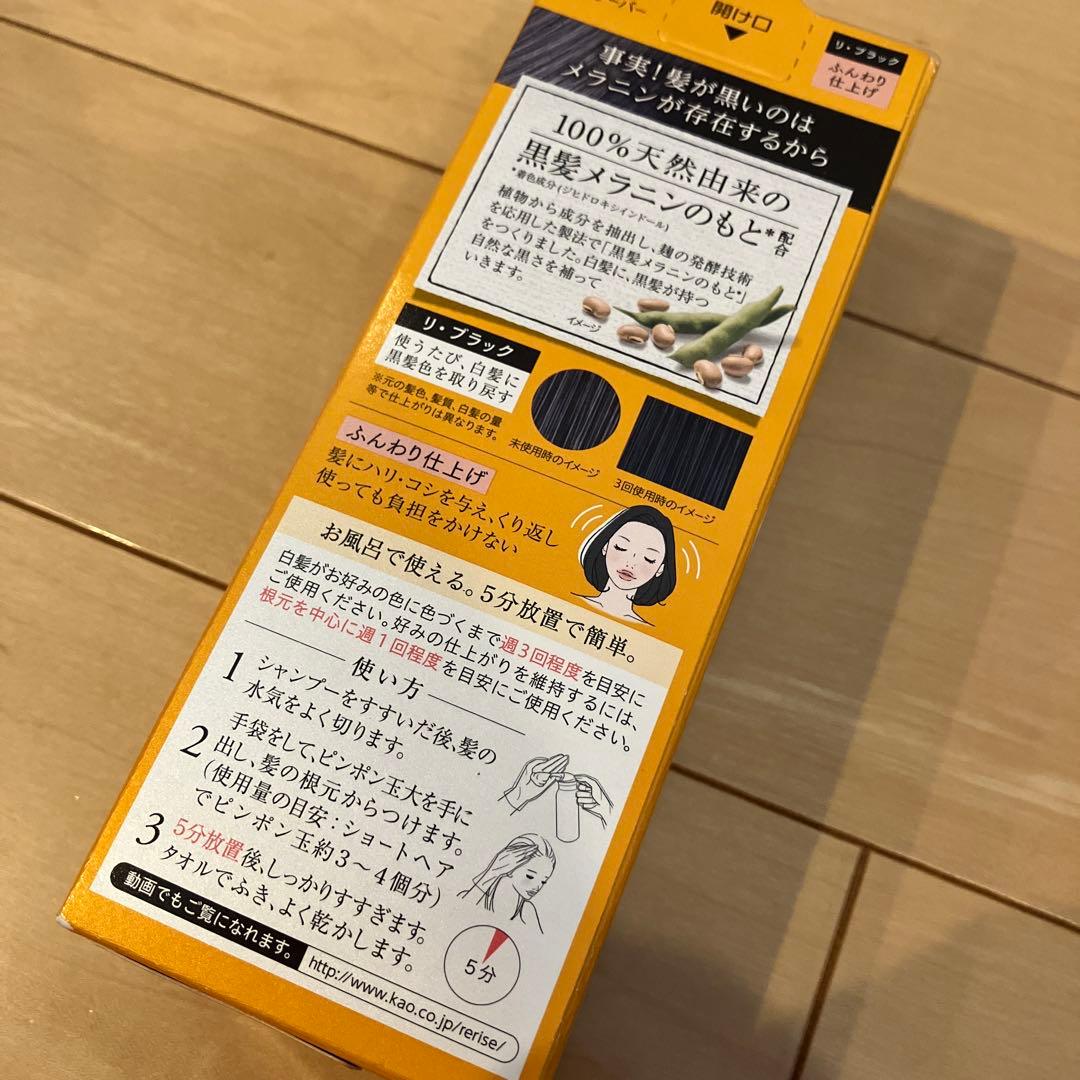 開け口
リ・ブラック
ふんわり
仕上げ
事実!髪が黒いのは
メラニンが存在するから
100%天然由来の
黒髪メラニンのもと*配合
*着色成分(ジヒドロキシインドール)
植物から成分を抽出し、麹の発酵技術
を応用した製法で「黒髪メラニンのもと*」
をつくりました。白髪に、黒髪が持つ
自然な黒さを補って
いきます。
イメージ
リ・ブラック
使うたび、白髪に
黒髪色を取り戻す
※元の髪色、髪質、白髪の量
等で仕上がりは異なります。
未使用時のイメージ
3回使用時のイメージ
ふんわり仕上げ
髪にハリ・コシを与え、くり返し
使っても負担をかけない
お風呂で使える。5分放置で簡単。
白髪がお好みの色に色づくまで週3回程度を目安に
ご使用ください。好みの仕上がりを維持するには、
根元を中心に週1回程度を目安にご使用ください。
使い方
1 シャンプーをすすいだ後、髪の
水気をよく切ります。
2 手袋をして、ピンポン玉大を手に
出し、髪の根元からつけます。
(使用量の目安:ショートヘア
でピンポン玉約3~4個分)
3 5分放置後、しっかりすすぎます。
タオルでふき、よく乾かします。
5分
動画でもご覧になれます。 http://www.kao.co.jp/rerise/